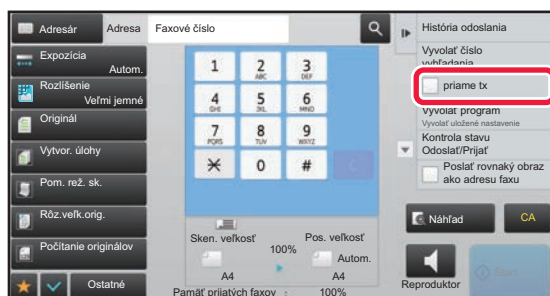 Adresár
Adresa
Faxové číslo
Expozícia
Autom.
Rozlíšenie
Veľmi jemné
Originál
Vytvor. úlohy
Pom. rež. sk.
Rôz.veľk.orig.
Počítanie originálov
Ostatné
1
2
ABC
3
DEF
4
GHI
5
JKL
6
MNO
7
PQRS
8
TUV
9
WXYZ
0
#
Sken. veľkosť
100%
Pos. veľkosť
Autom.
A4
A4
Pamäť prijatých faxov : 100%
História odoslania
Vyvolať číslo
vyhľadania
priame tx
Vyvolať program
Vyvolať uložené nastavenie
Kontrola stavu
Odoslať/Prijať
Poslať rovnaký obraz
ako adresu faxu
Náhľad
CA
Reproduktor
Štart